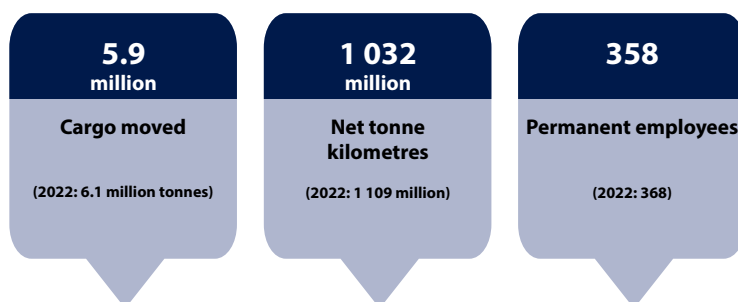 5.9
million
Cargo moved
(2022: 6.1 million tonnes)
1 032
million
Net tonne
kilometres
(2022: 1 109 million)
358
Permanent employees
(2022: 368)